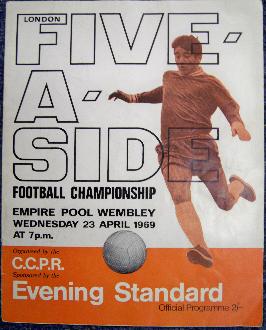 LONDON
FIVE-
A-
SIDE
FOOTBALL CHAMPIONSHIP
EMPIRE POOL WEMBLEY
WEDNESDAY 23 APRIL 1969
AT 7p.m.
Organised by the
C.C.P.R.
Sponsored by the
Evening Standard
Official Programme 2/-